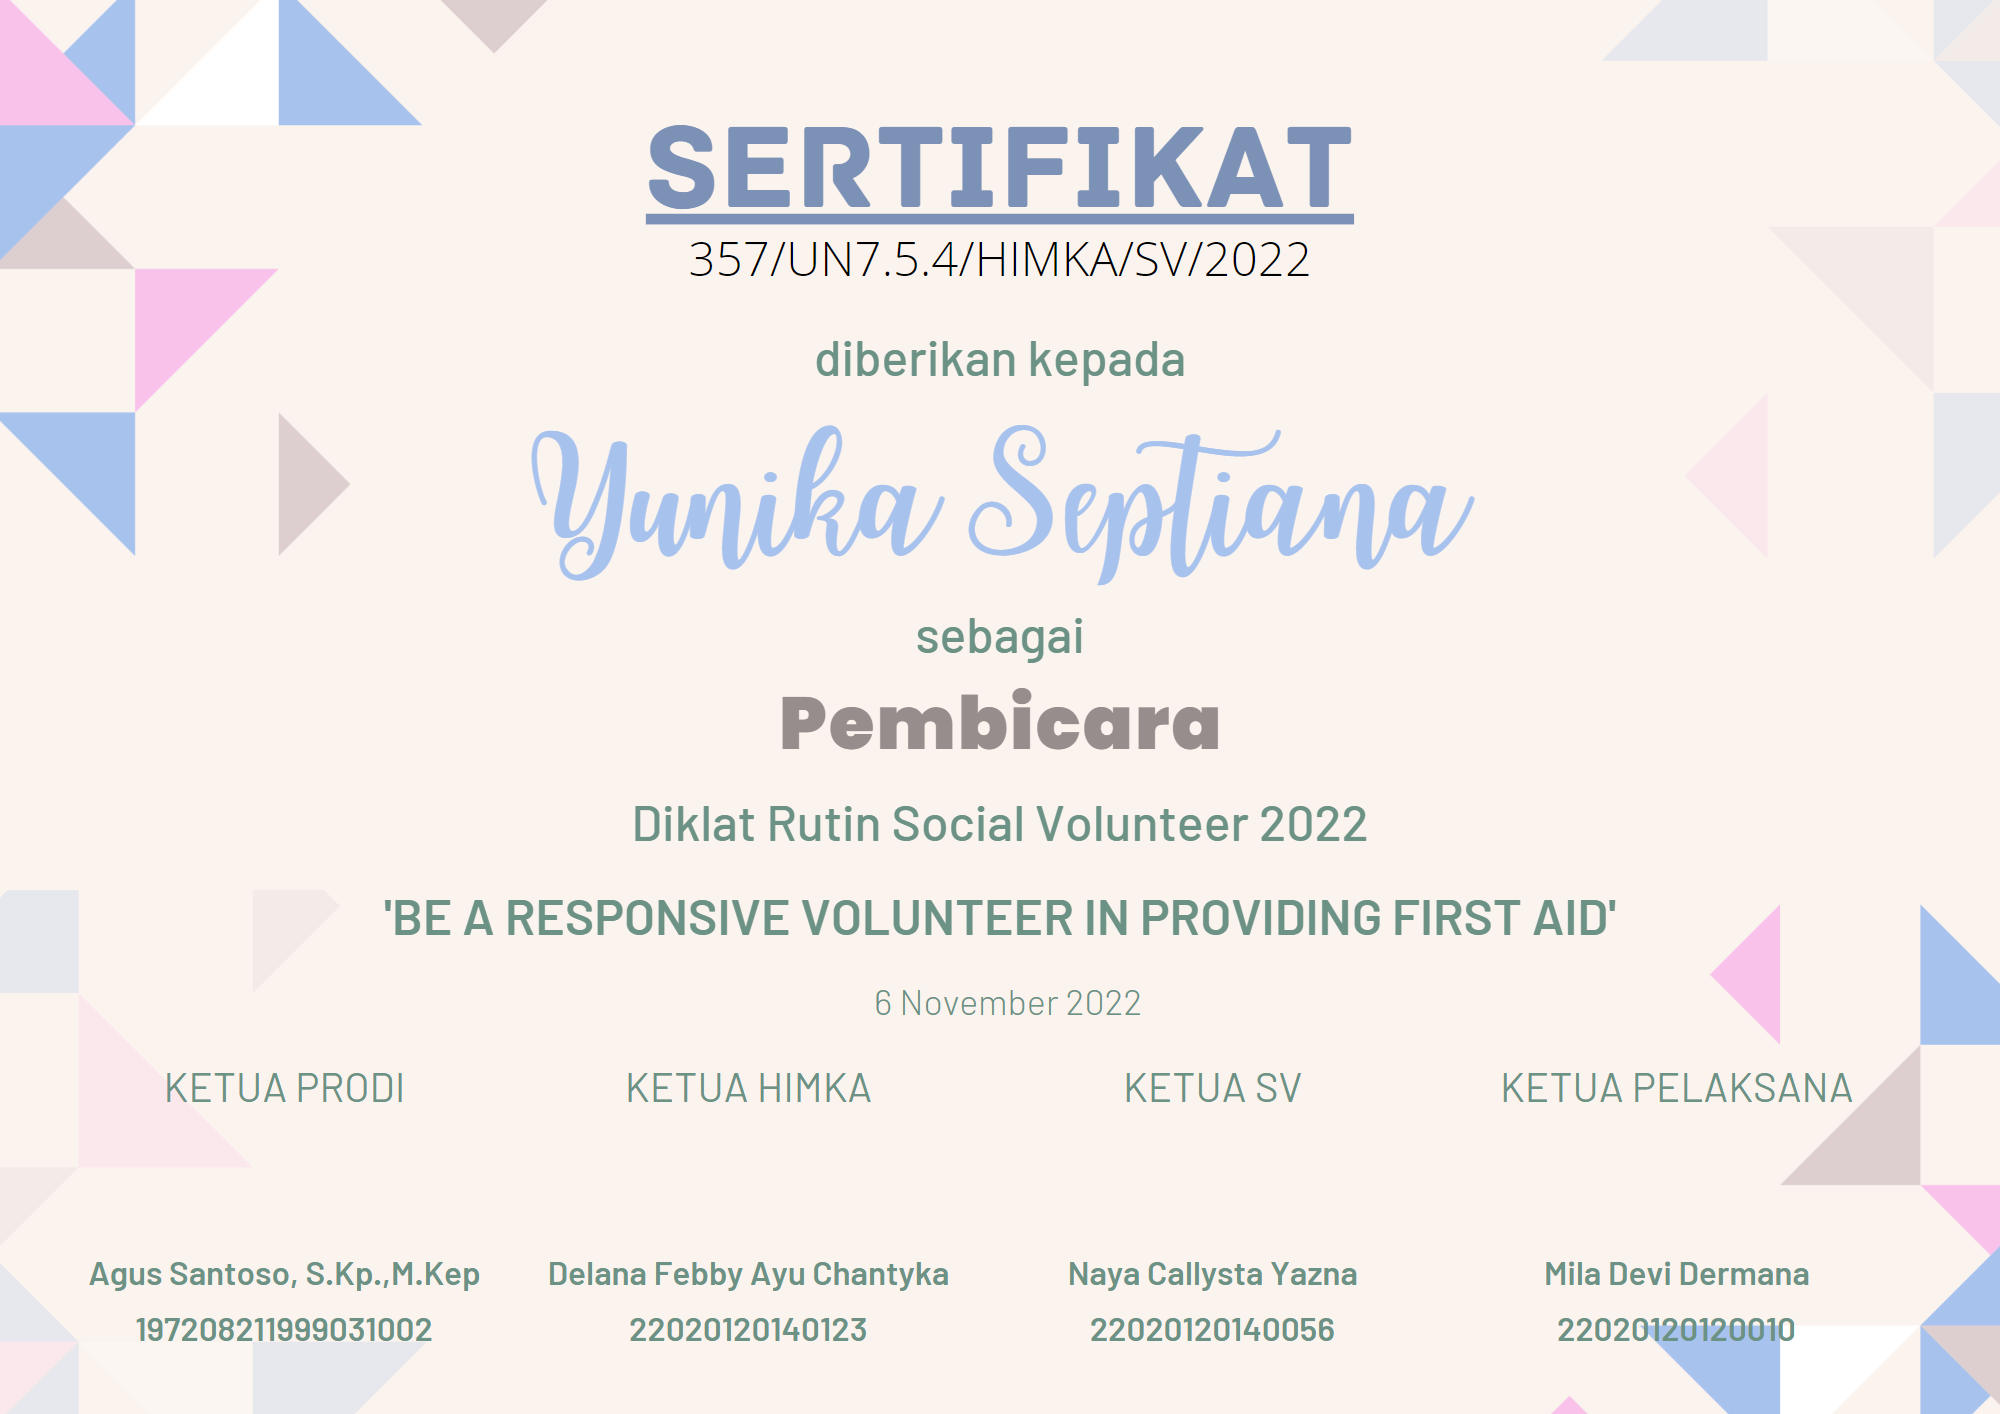 SERTIFIKAT
357/UN7.5.4/HIMKA/SV/2022
diberikan kepada
Yunika Septiana
sebagai
Pembicara
Diklat Rutin Social Volunteer 2022
'BE A RESPONSIVE VOLUNTEER IN PROVIDING FIRST AID'
6 November 2022
KETUA PRODI KETUA HIMKA KETUA SV KETUA PELAKSANA
Agus Santoso, S.Kp.,M.Kep Delana Febby Ayu Chantyka Naya Callysta Yazna Mila Devi Dermana
197208211999031002 22020120140123 22020120140056 22020120120010